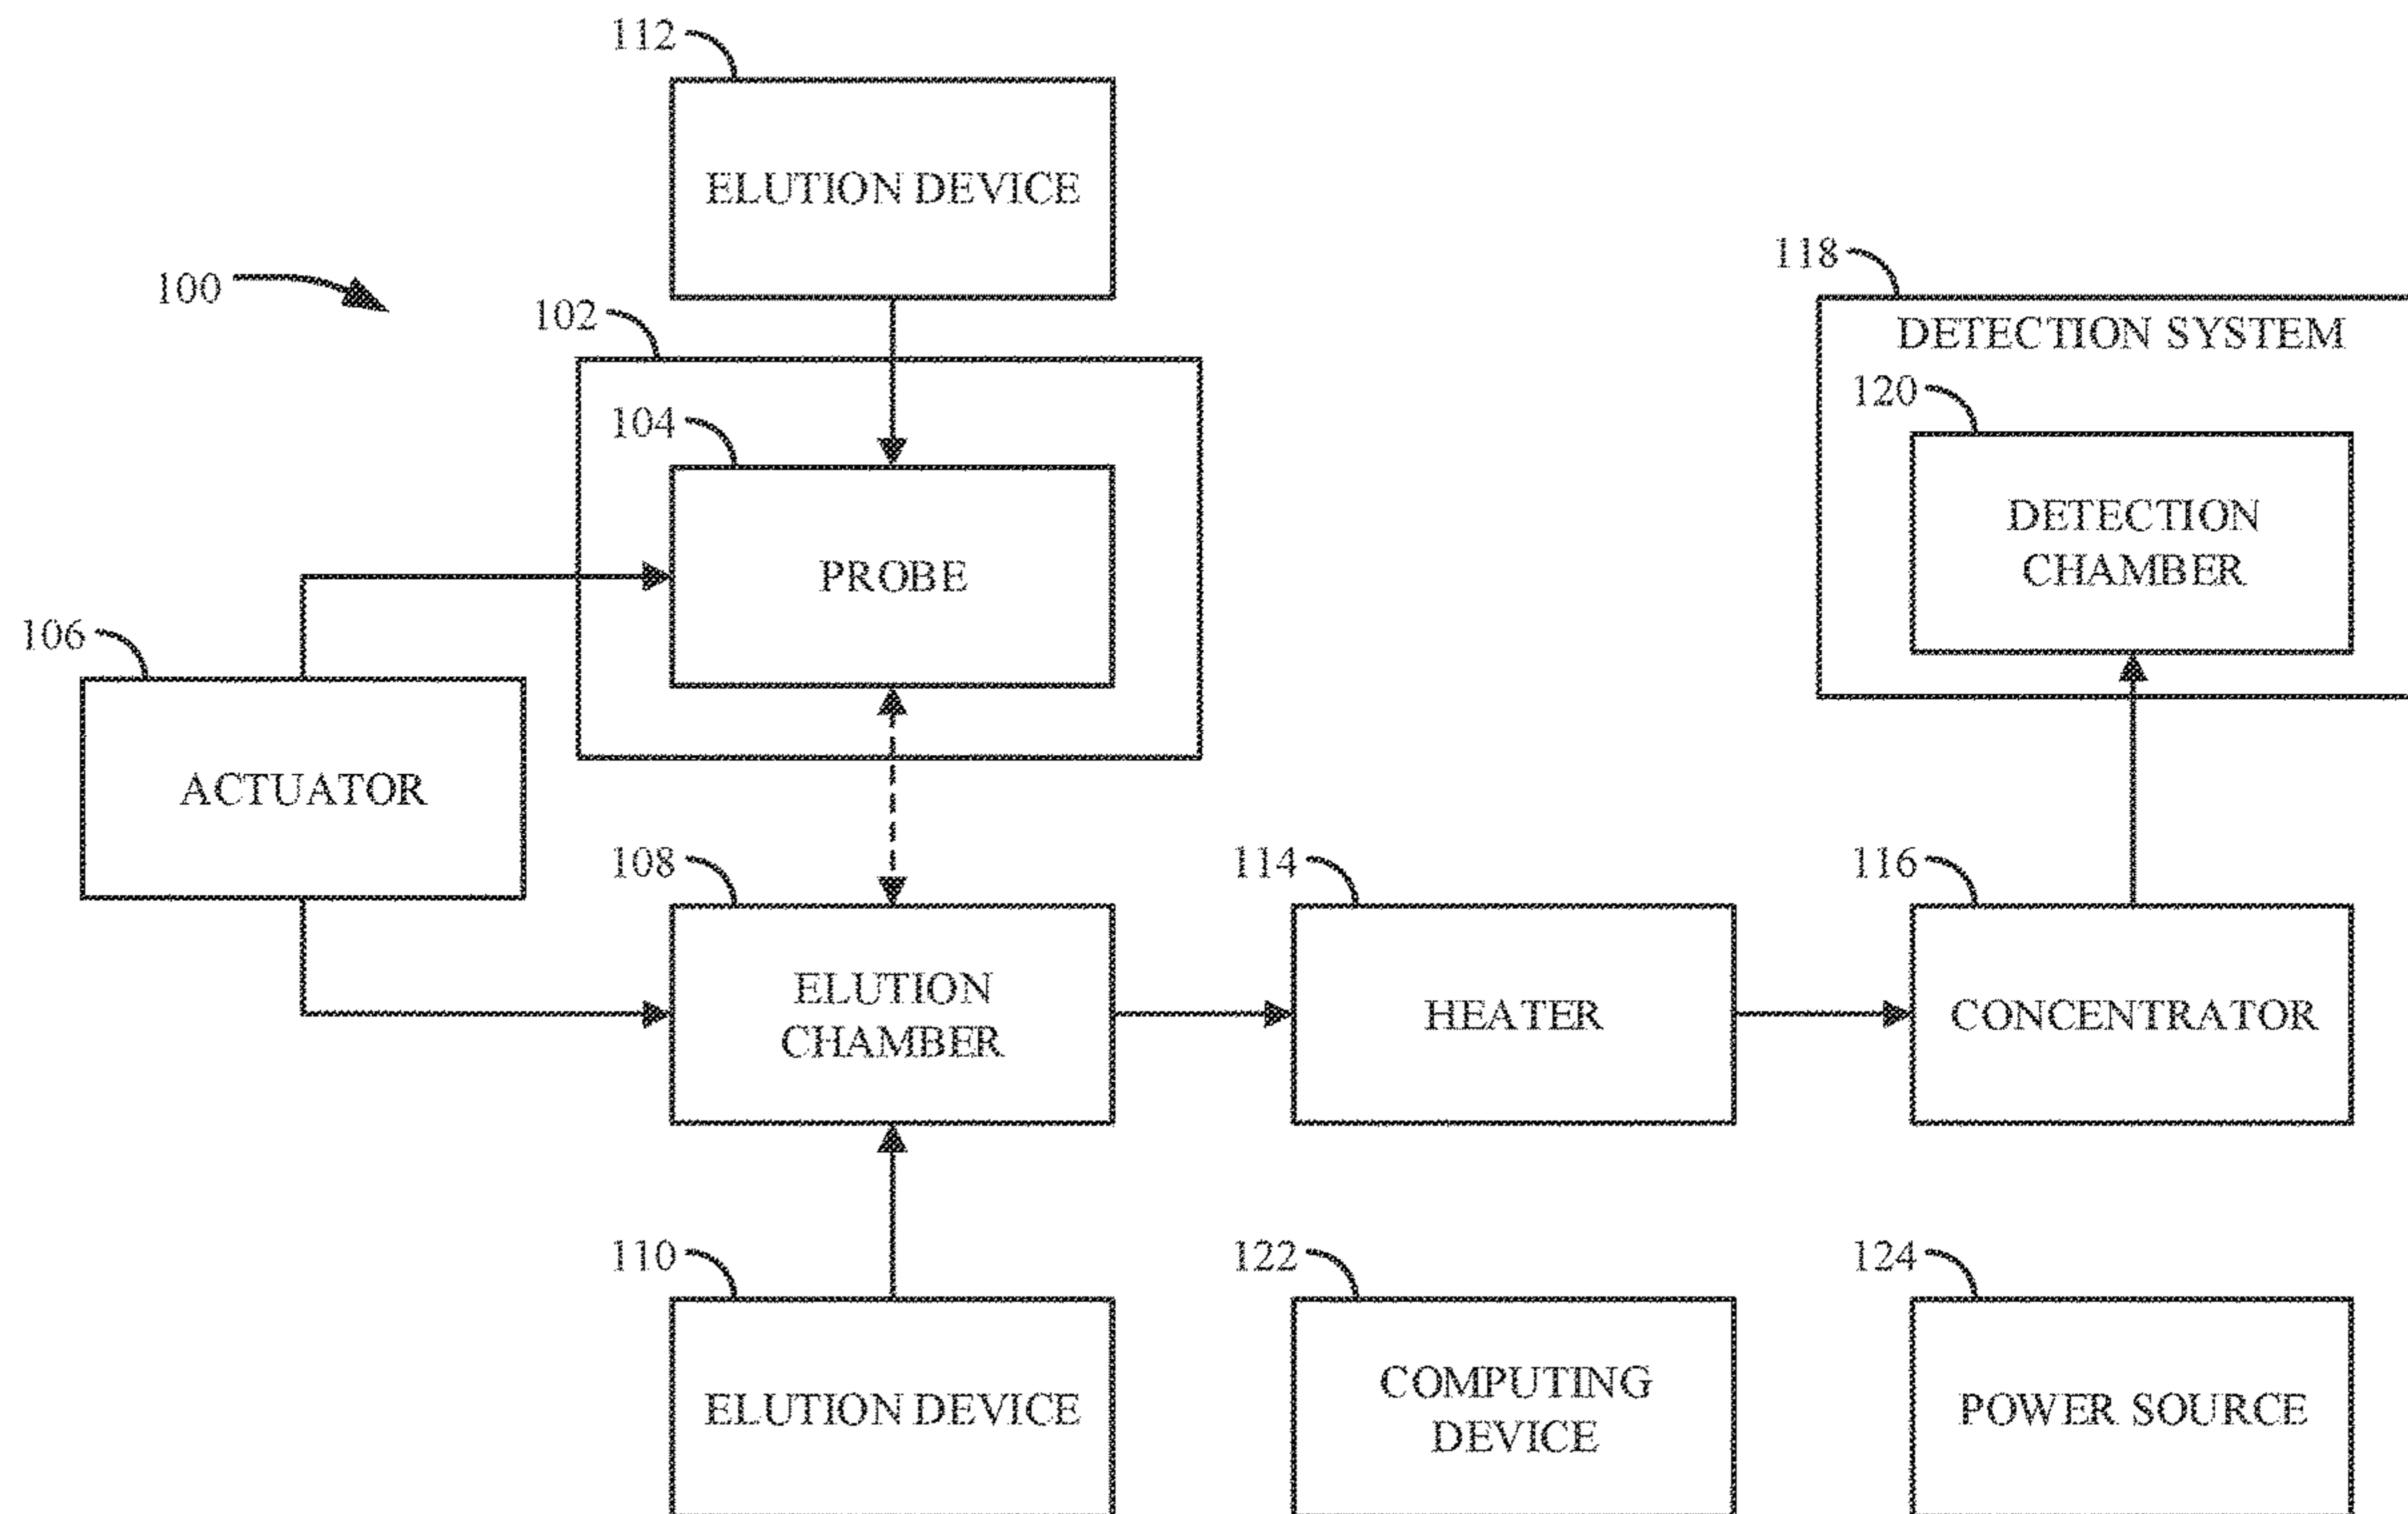 112
ELUTION DEVICE
100
102
118
DETECTION SYSTEM
104
120
PROBE
DETECTION
CHAMBER
106
ACTUATOR
108
114
116
ELUTION
CHAMBER
HEATER
CONCENTRATOR
110
122
124
ELUTION DEVICE
COMPUTING
DEVICE
POWER SOURCE